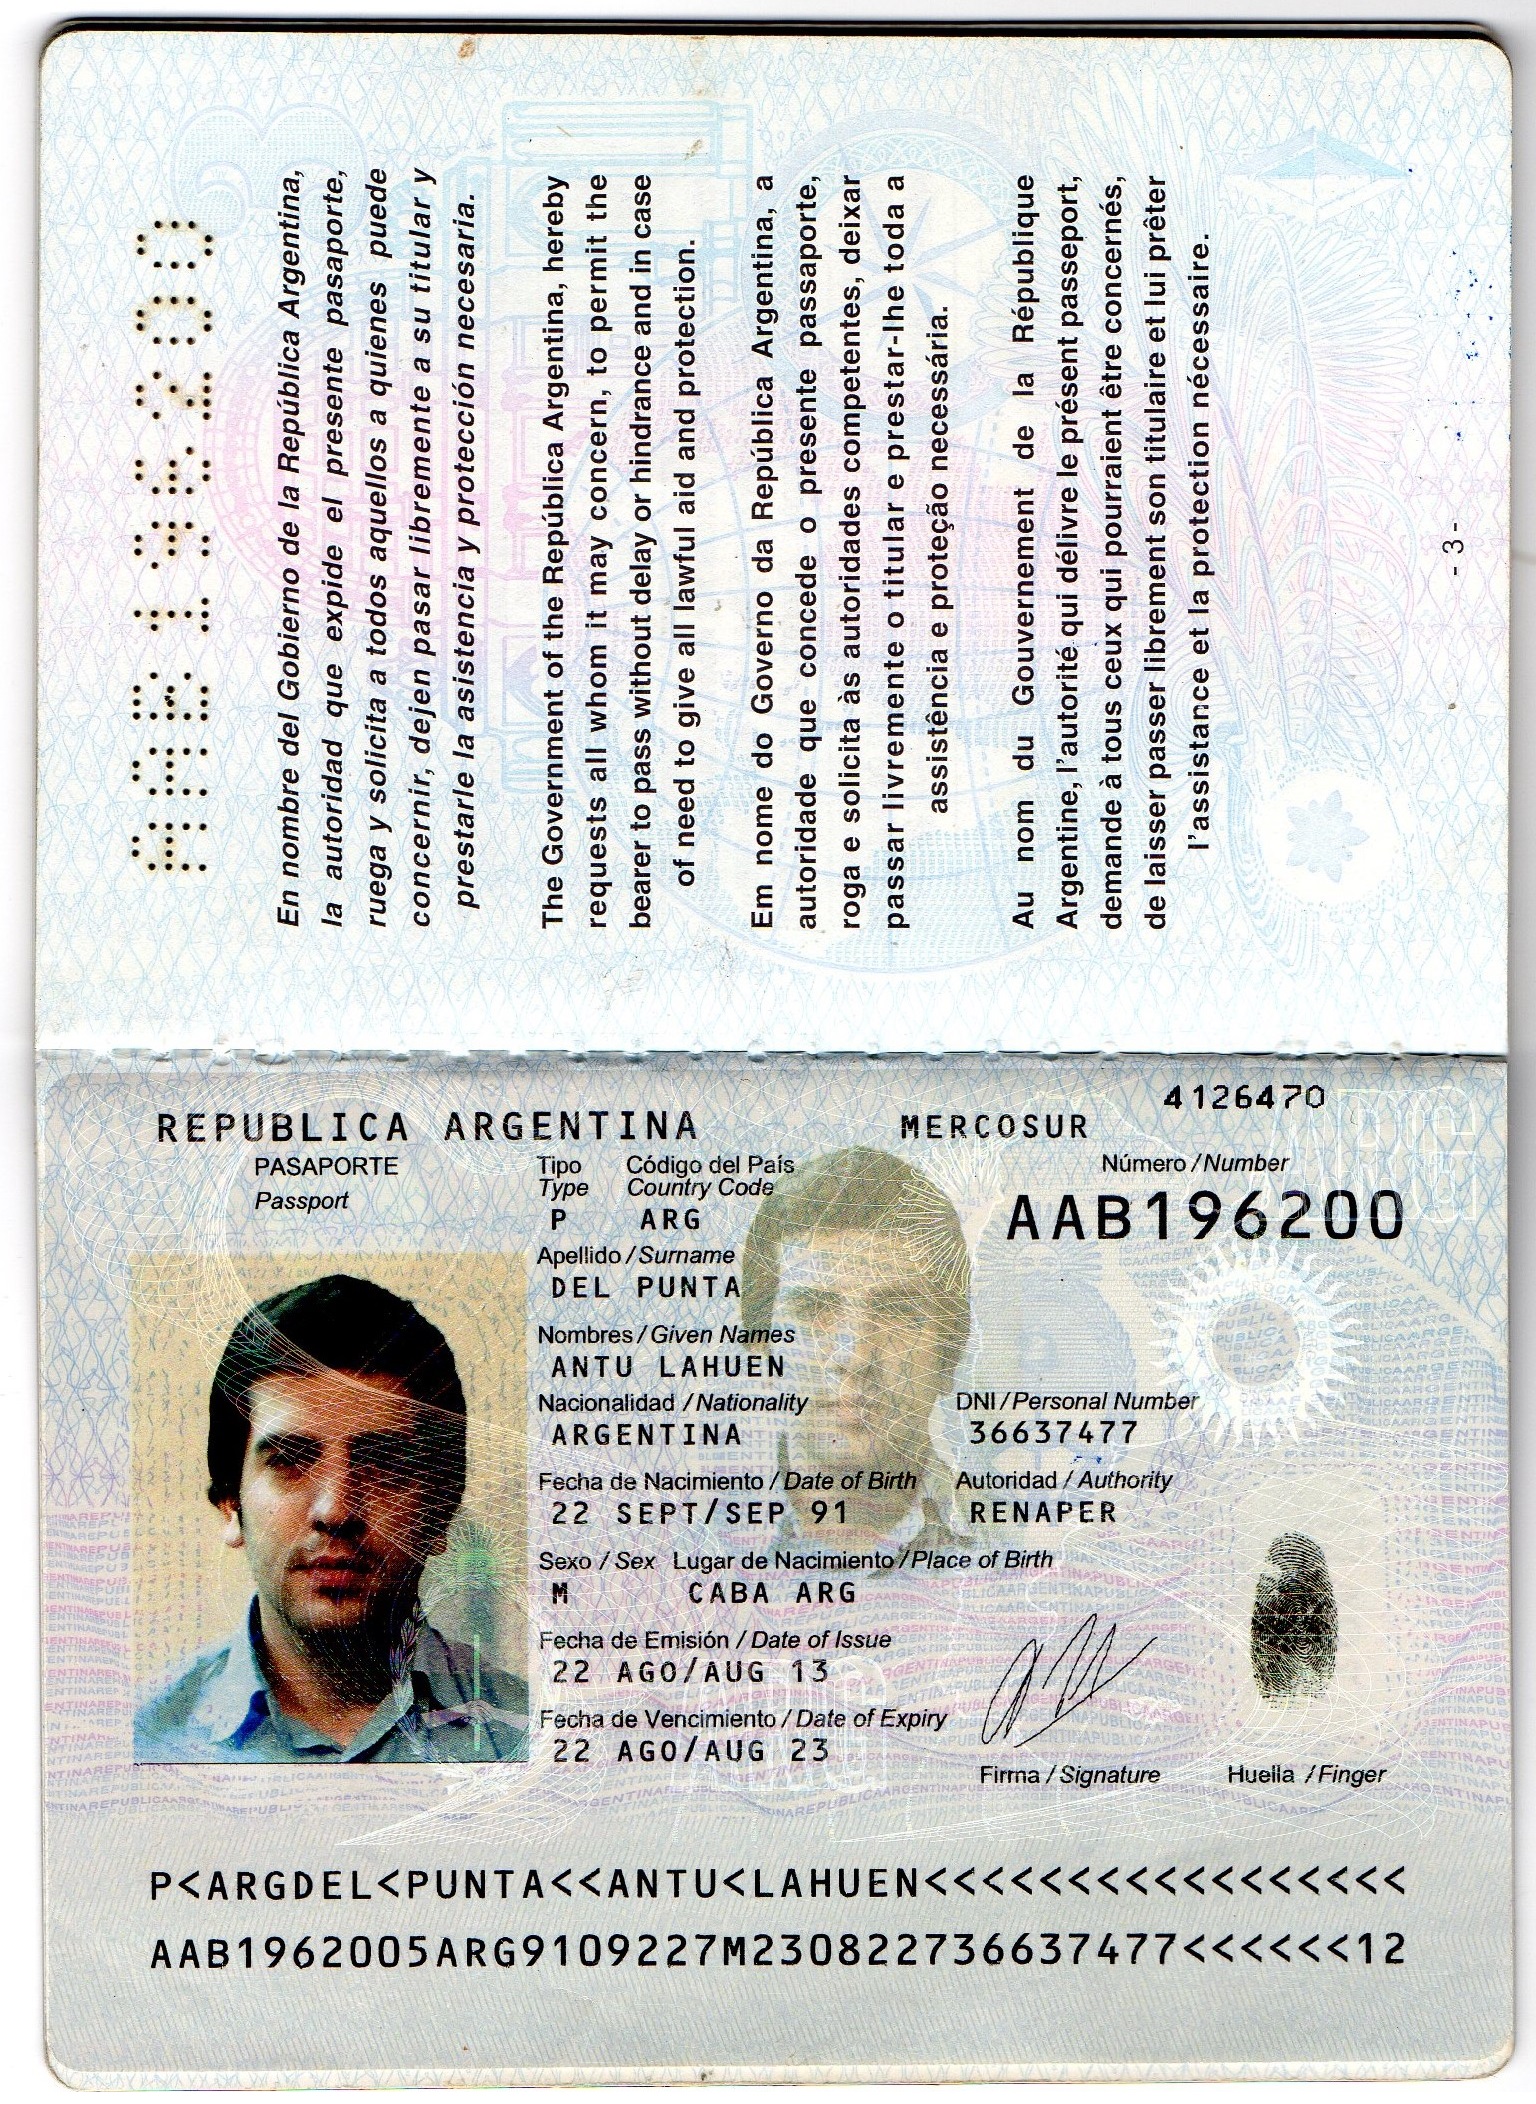 AAB196200
En nombre del Gobierno de la República Argentina,
la autoridad que expide el presente pasaporte,
ruega y solicita a todos aquellos a quienes puede
concernir, dejen pasar libremente a su titular y
prestarle la asistencia y protección necesaria.
The Government of the República Argentina, hereby
requests all whom it may concern, to permit the
bearer to pass without delay or hindrance and in case
of need to give all lawful aid and protection.
Em nome do Governo da República Argentina, a
autoridade que concede o presente passaporte,
roga e solicita às autoridades competentes, deixar
passar livremente o titular e prestar-lhe toda a
assistência e proteção necessária.
Au nom du Gouvernement de la République
Argentine, l'autorité qui délivre le présent passeport,
demande à tous ceux qui pourraient être concernés,
de laisser passer librement son titulaire et lui prêter
l'assistance et la protection nécessaire.
- 3 -
4126470
REPUBLICA ARGENTINA MERCOSUR
PASAPORTE Tipo Código del País Número / Number
Passport Type Country Code
P ARG AAB196200
Apellido / Surname
DEL PUNTA
Nombres / Given Names
ANTU LAHUEN
Nacionalidad / Nationality DNI / Personal Number
ARGENTINA 36637477
Fecha de Nacimiento / Date of Birth Autoridad / Authority
22 SEPT/SEP 91 RENAPER
Sexo / Sex Lugar de Nacimiento / Place of Birth
M CABA ARG
Fecha de Emisión / Date of Issue
22 AGO/AUG 13
Fecha de Vencimiento / Date of Expiry
22 AGO/AUG 23
Firma / Signature Huella / Finger
P<ARGDEL<PUNTA<<ANTU<LAHUEN<<<<<<<<<<<<<<<<<
AAB1962005ARG9109227M230822736637477<<<<<<12